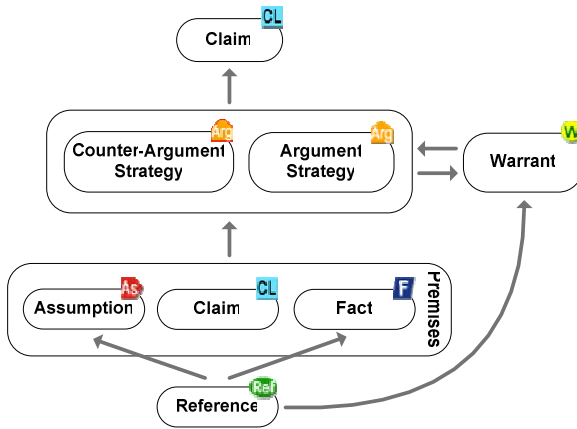 CL
Claim
Arg
Counter-Argument
Strategy
Arg
Argument
Strategy
W
Warrant
As
Assumption
CL
Claim
F
Fact
Premises
Ref
Reference